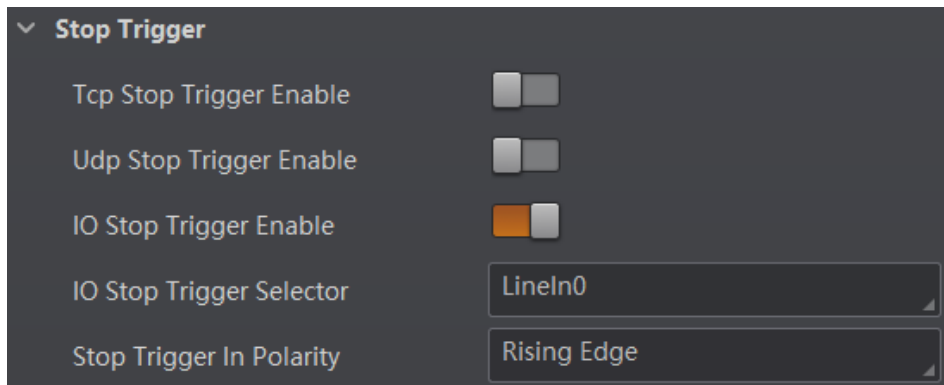 Stop Trigger
Tcp Stop Trigger Enable
Udp Stop Trigger Enable
IO Stop Trigger Enable
IO Stop Trigger Selector LineIn0
Stop Trigger In Polarity Rising Edge